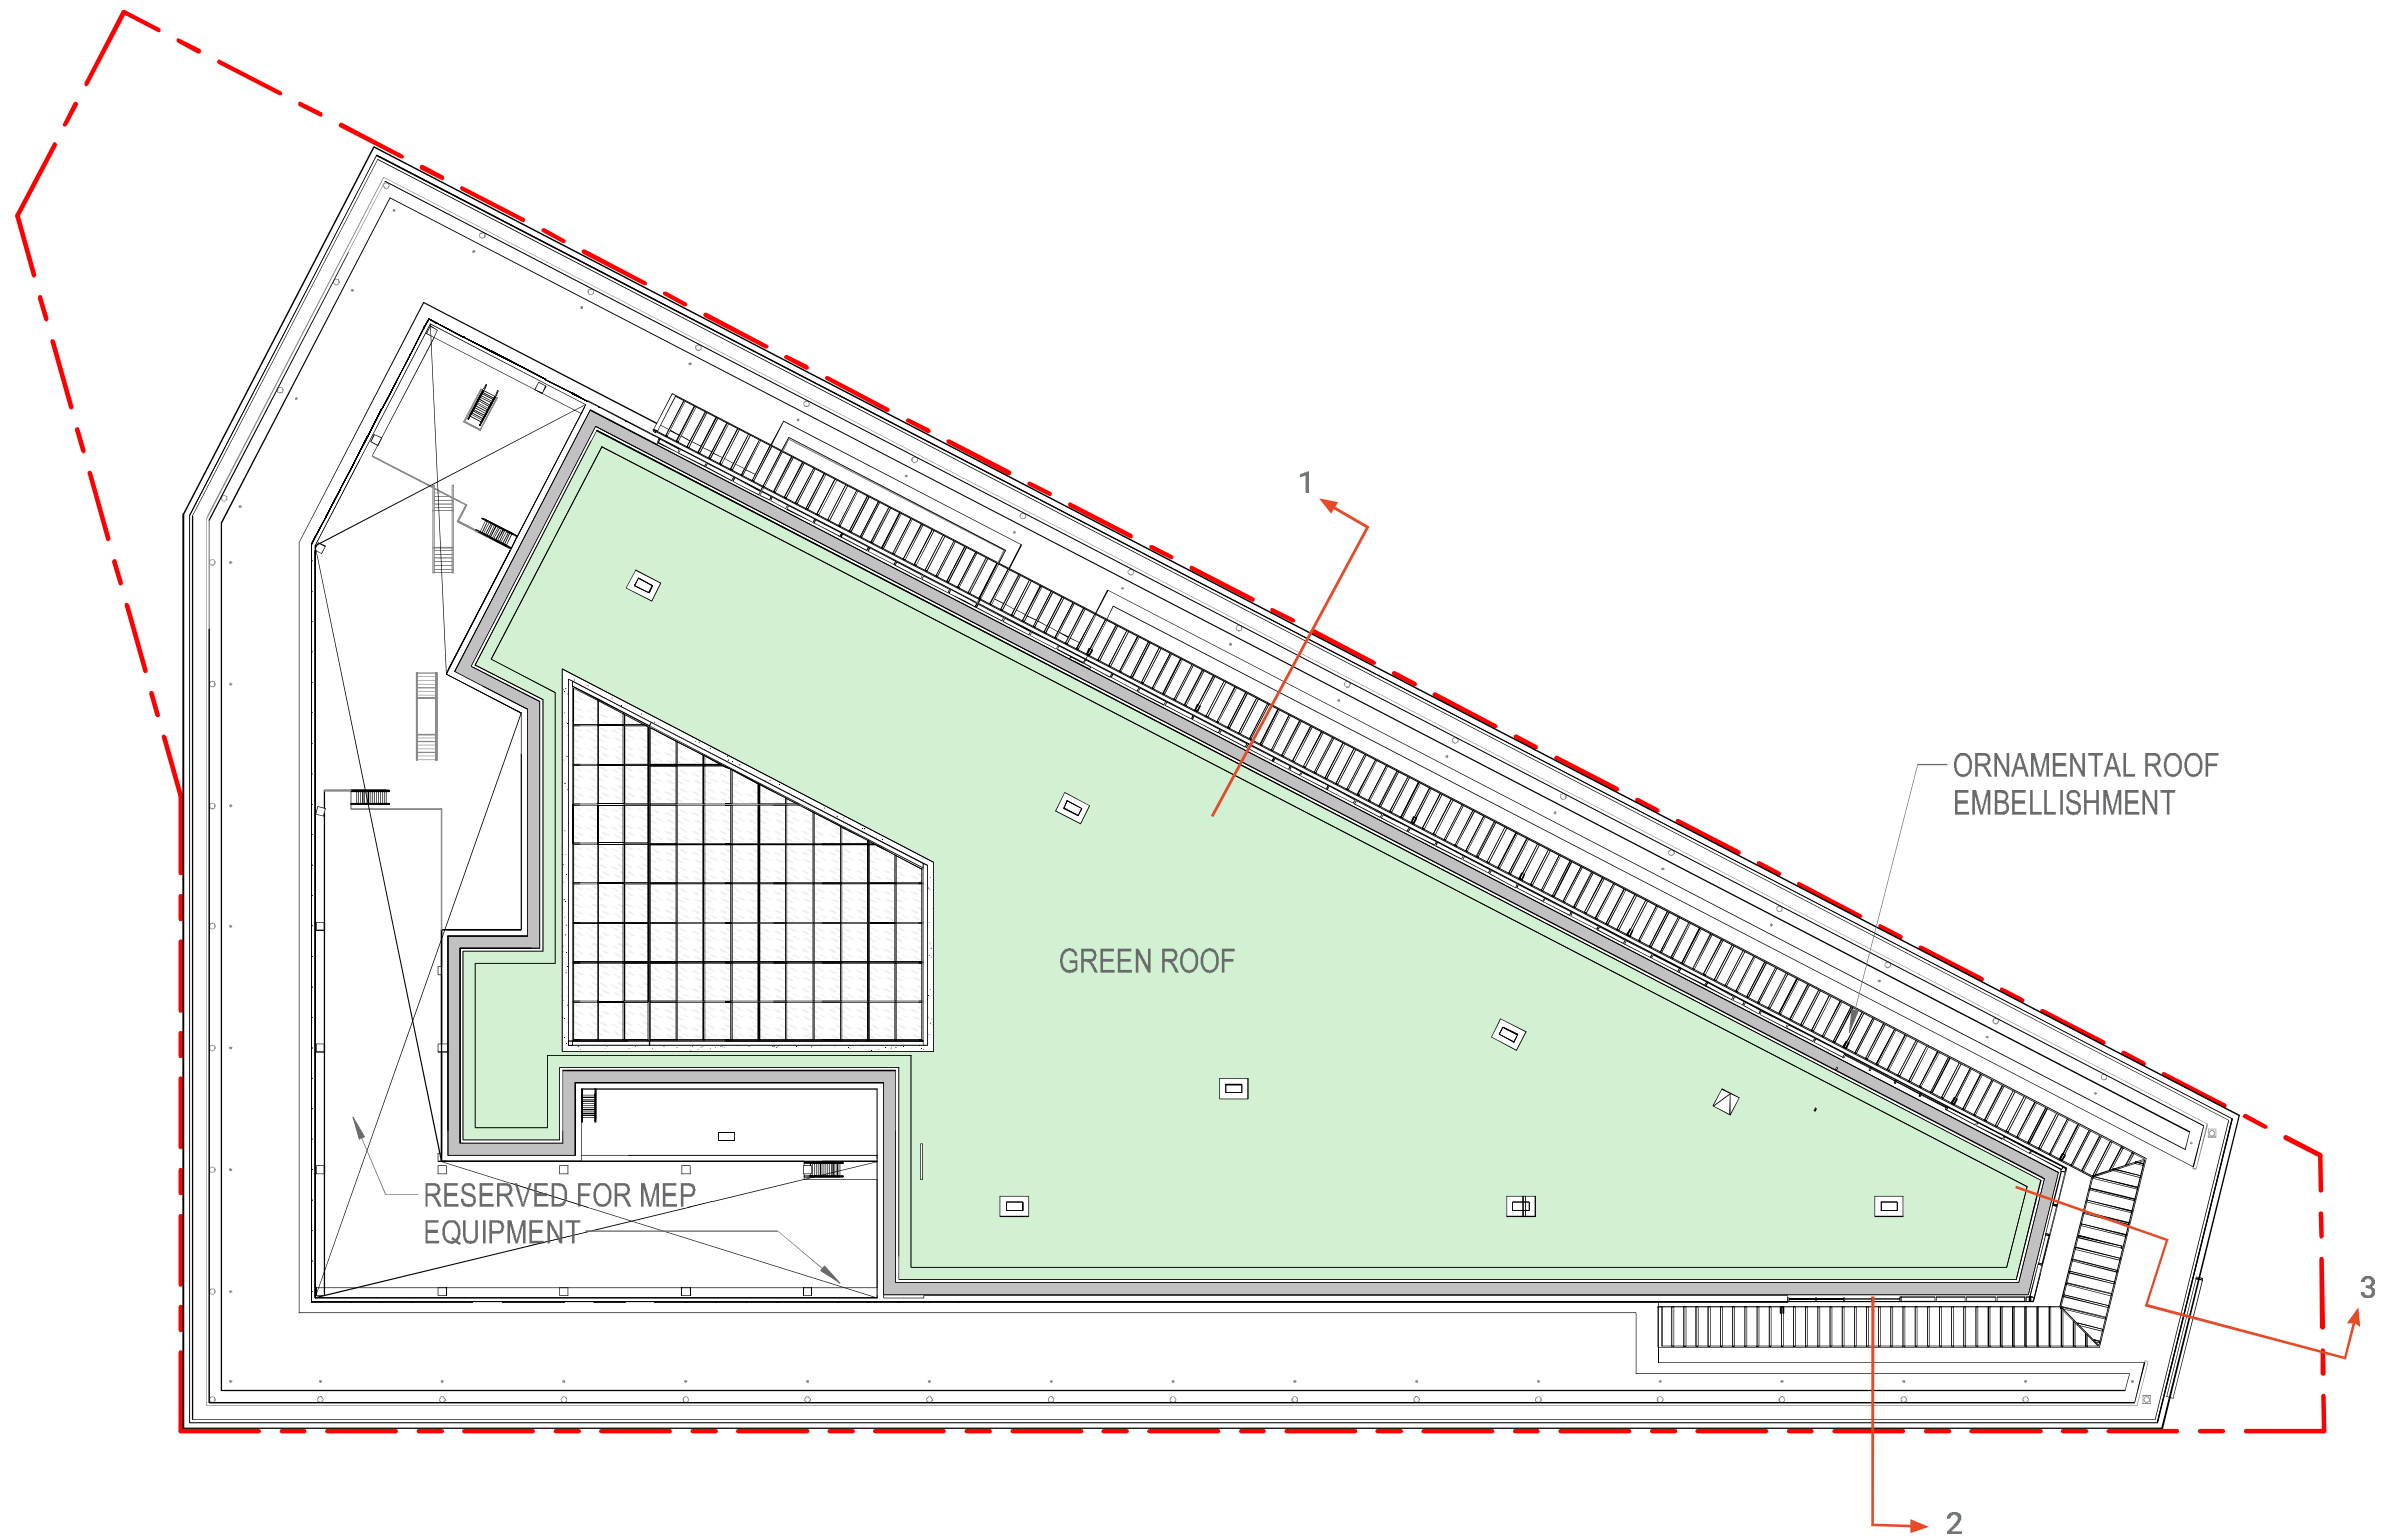 1
ORNAMENTAL ROOF
EMBELLISHMENT
GREEN ROOF
RESERVED FOR MEP
EQUIPMENT
3
2